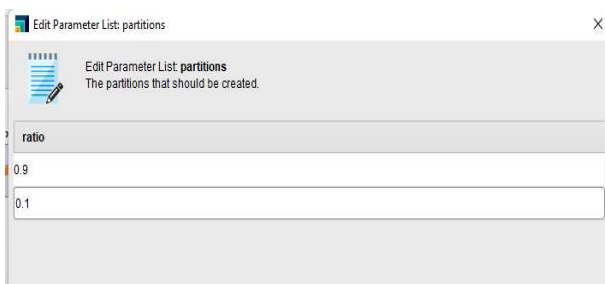 Edit Parameter List: partitions
X
Edit Parameter List: partitions
The partitions that should be created.
ratio
0.9
0.1